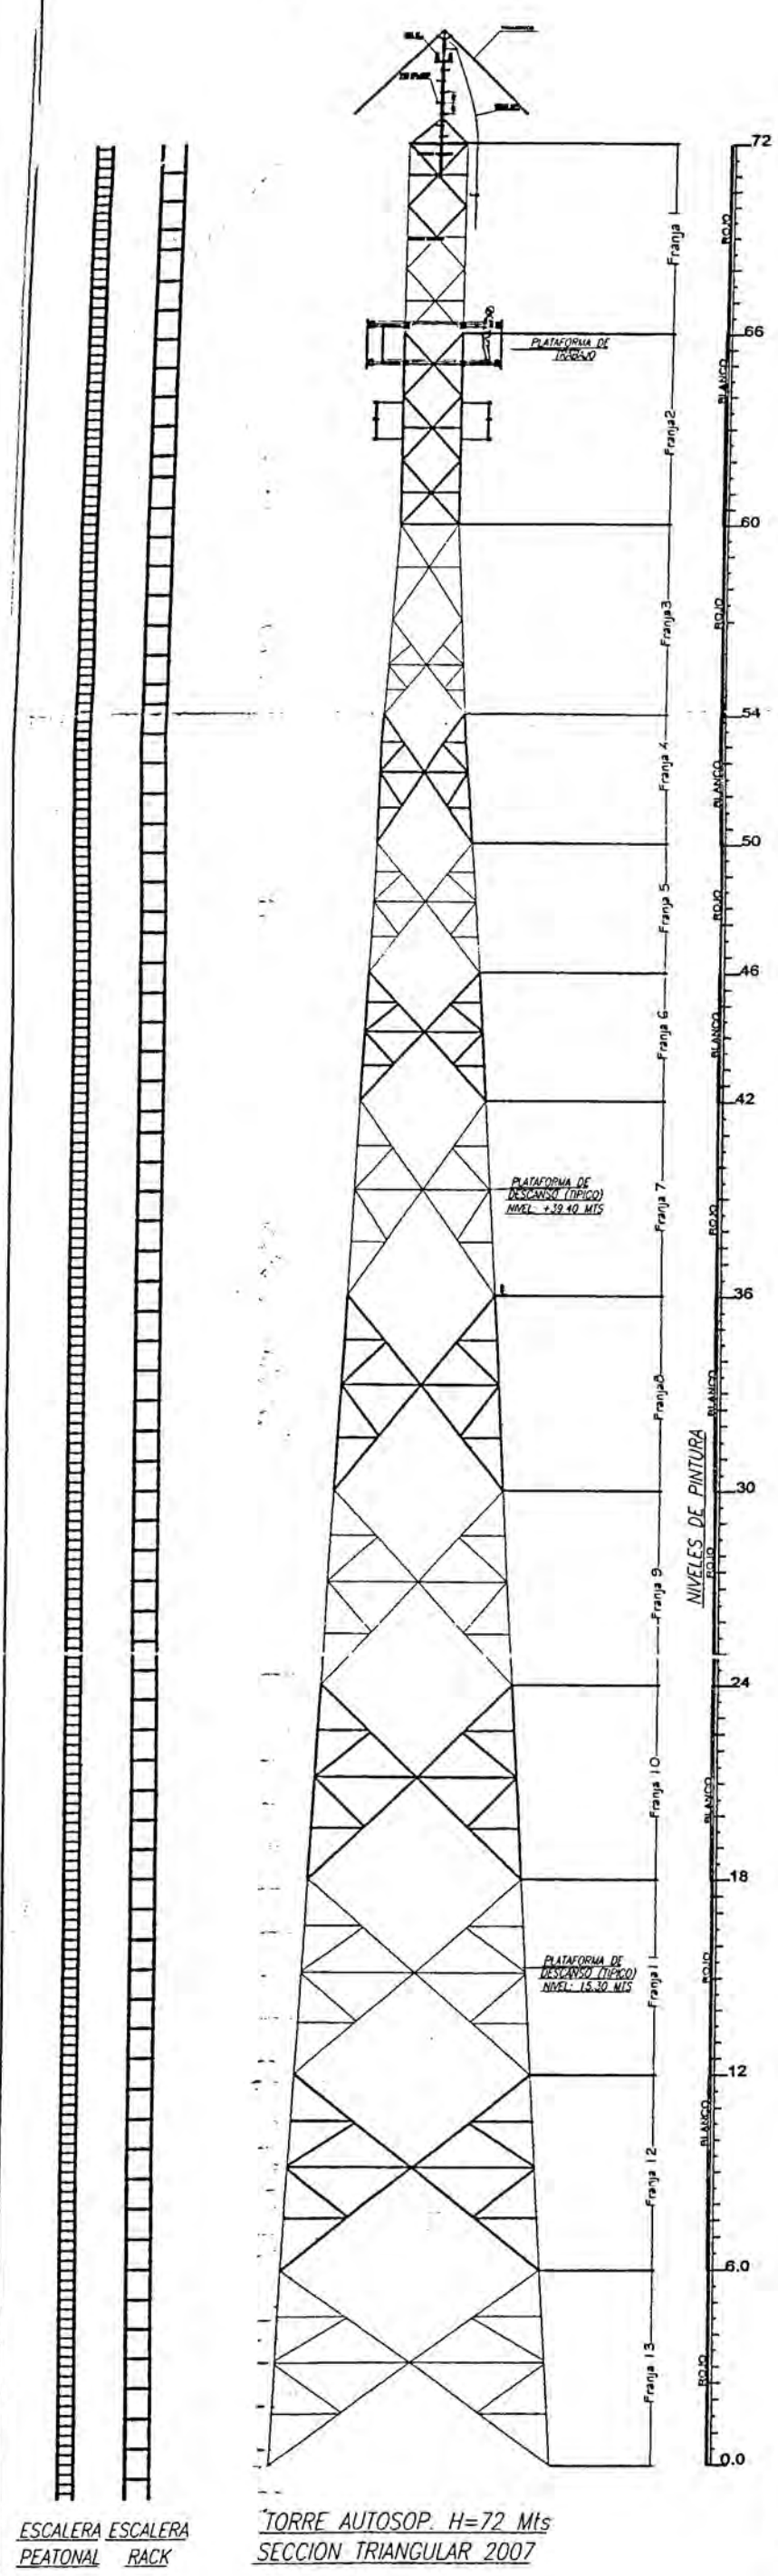 72
Franja 1
ROJO
66
PLATAFORMA DE
TRABAJO
BLANCO
Franja2
60
Franja3
ROJO
54
Franja 4
BLANCO
50
Franja 5
ROJO
46
Franja 6
BLANCO
42
PLATAFORMA DE
DESCANSO (TIPICO)
NIVEL: +39.40 MTS
Franja 7
ROJO
36
Franja8
BLANCO
NIVELES DE PINTURA
30
Franja 9
ROJO
24
Franja 10
BLANCO
18
PLATAFORMA DE
DESCANSO (TIPICO)
NIVEL: 15.30 MTS
Franja11
ROJO
12
Franja 12
BLANCO
6.0
Franja 13
ROJO
0.0
ESCALERA
PEATONAL
ESCALERA
RACK
TORRE AUTOSOP. H=72 Mts
SECCION TRIANGULAR 2007